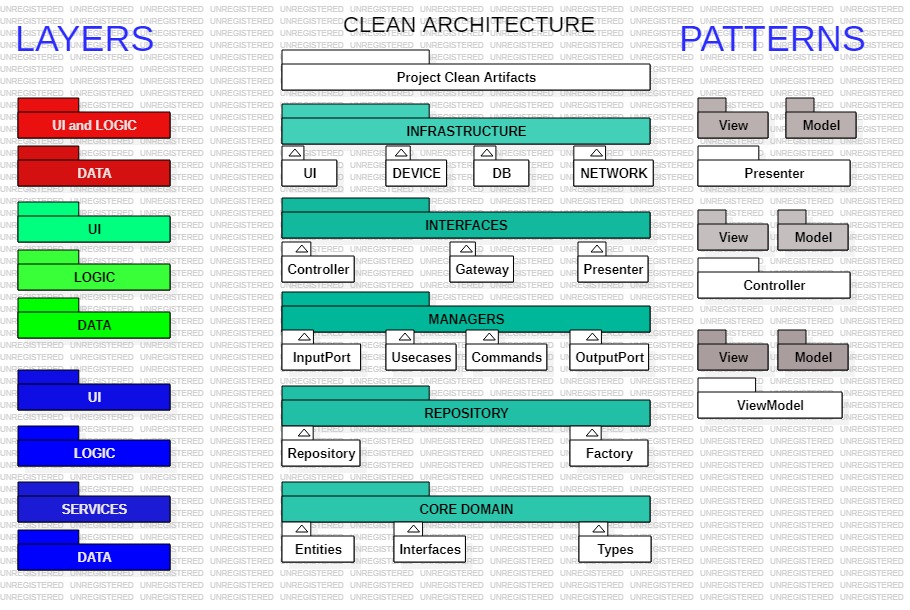 LAYERS
CLEAN ARCHITECTURE
PATTERNS
UI and LOGIC
DATA
UI
LOGIC
DATA
UI
LOGIC
SERVICES
DATA
Project Clean Artifacts
INFRASTRUCTURE
UI DEVICE DB NETWORK
INTERFACES
Controller Gateway Presenter
MANAGERS
InputPort Usecases Commands OutputPort
REPOSITORY
Repository Factory
CORE DOMAIN
Entities Interfaces Types
View Model
Presenter
View Model
Controller
View Model
ViewModel
UNREGISTERED